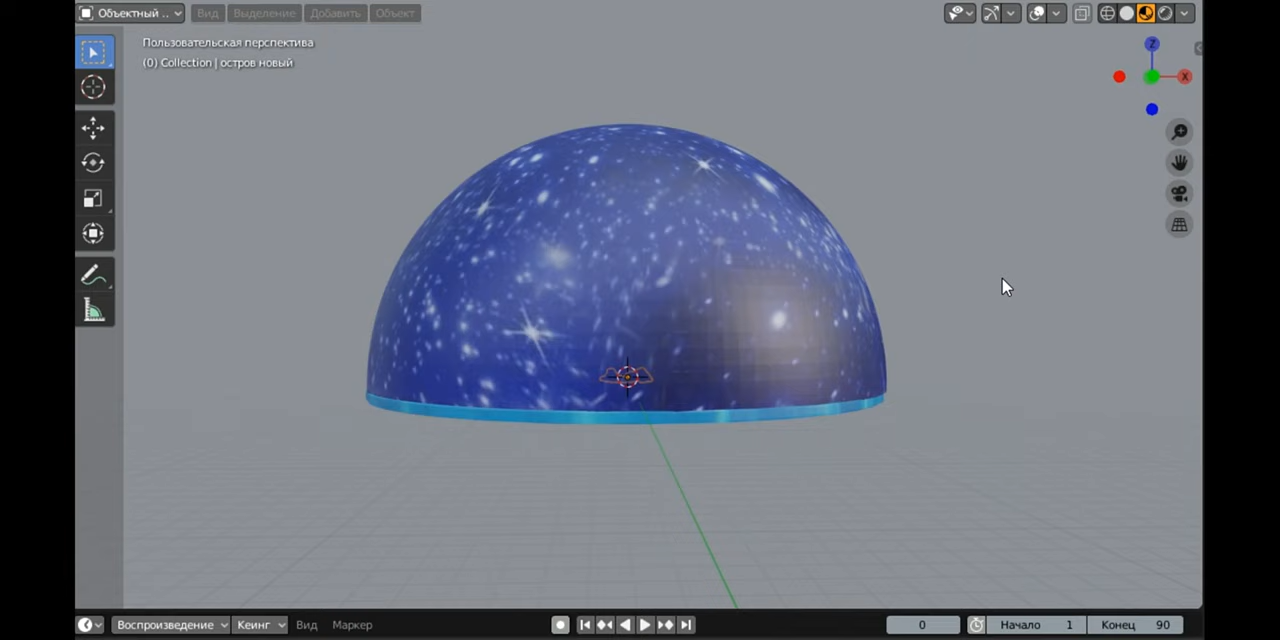 Объектный .. Вид Выделение Добавить Объект
Пользовательская перспектива
(0) Collection | остров новый
Z
X
Воспроизведение Кеинг Вид Маркер 0 Начало 1 Конец 90